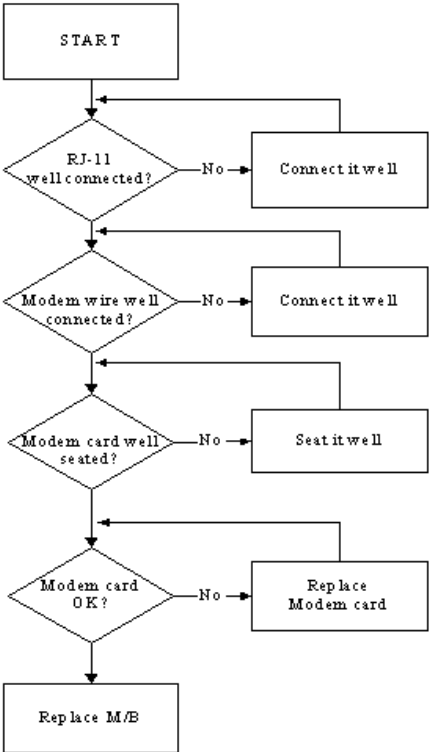 START
RJ-11
well connected?
No
Connect it well
Modem wire well
connected?
No
Connect it well
Modem card well
seated?
No
Seat it well
Modem card
OK?
No
Replace
Modem card
Replace M/B